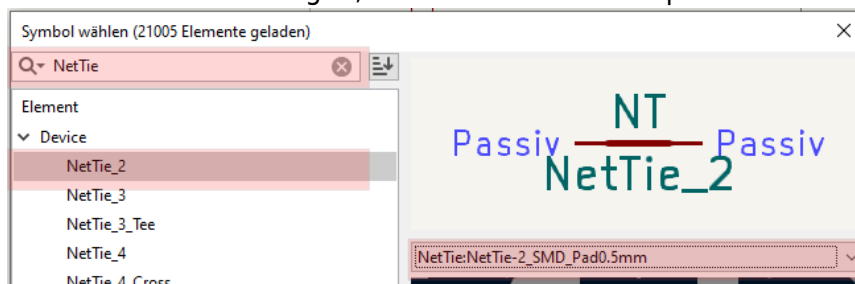 Symbol wählen (21005 Elemente geladen)
NetTie
Element
Device
NetTie_2
NetTie_3
NetTie_3_Tee
NetTie_4
NetTie_4_Cross
NT
Passiv Passiv
NetTie_2
NetTie:NetTie-2_SMD_Pad0.5mm